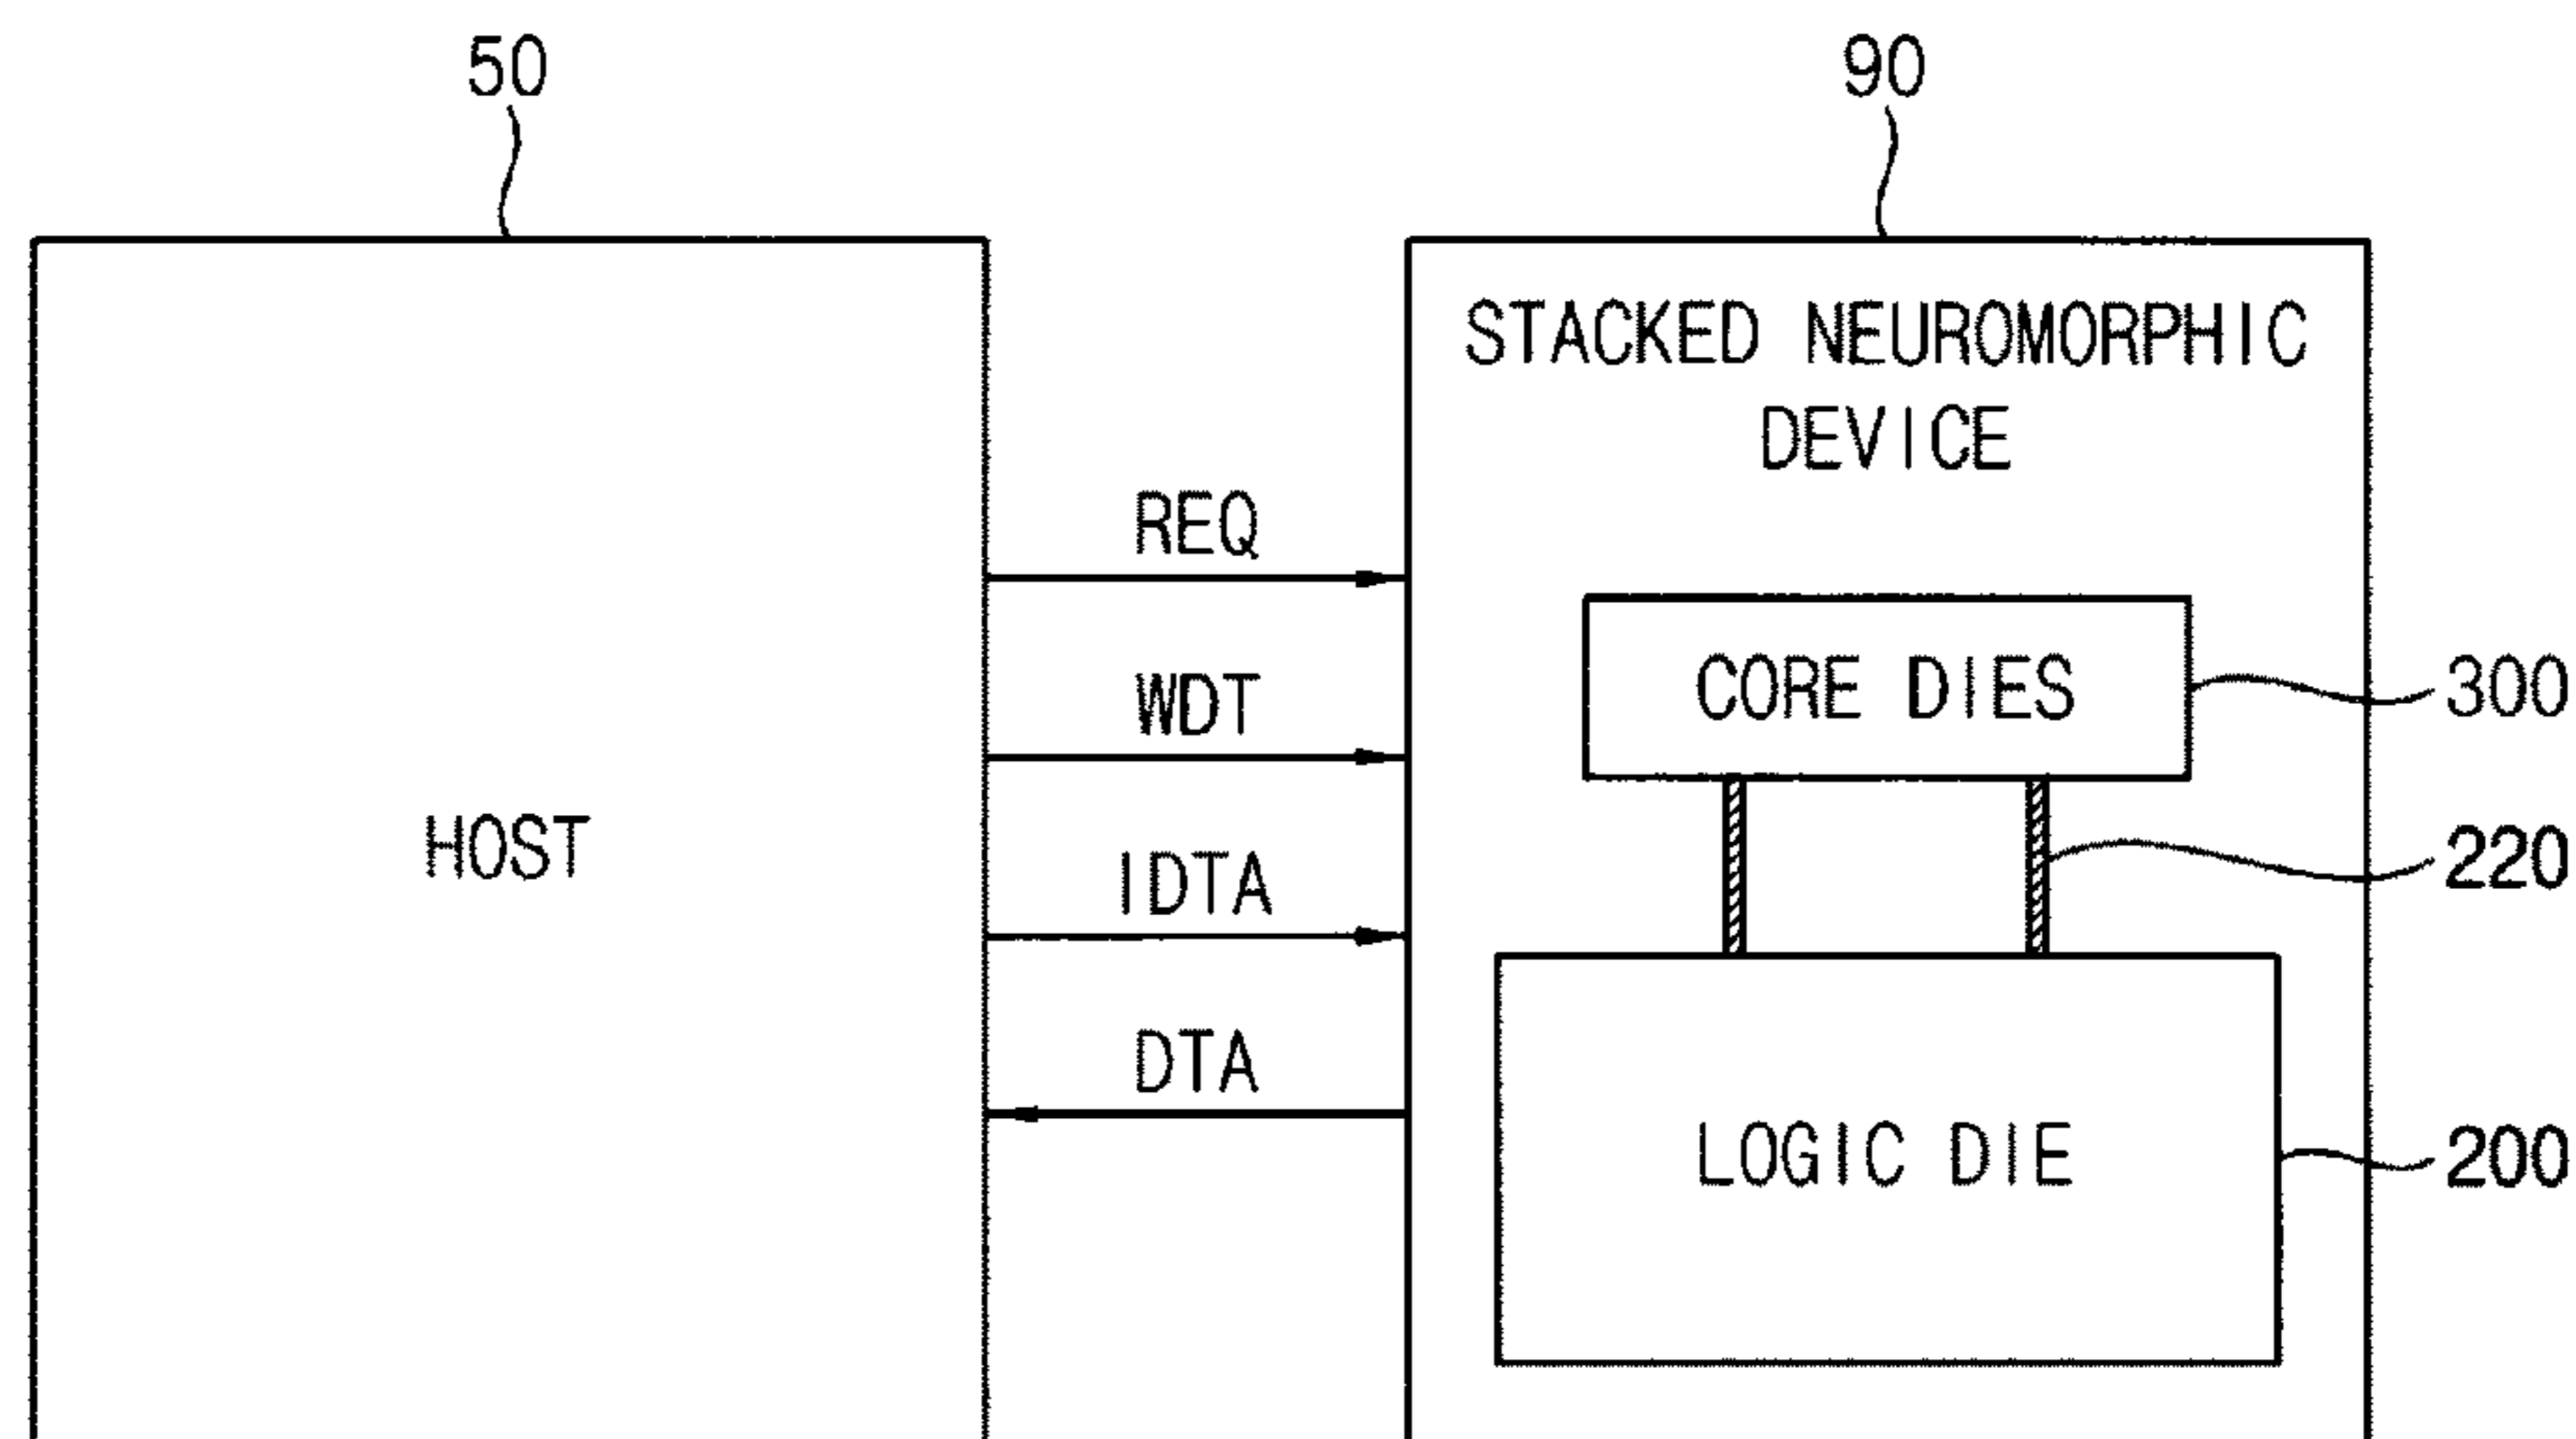 50
90
STACKED NEUROMORPHIC
DEVICE
REQ
CORE DIES
300
WDT
HOST
220
IDTA
DTA
LOGIC DIE
200